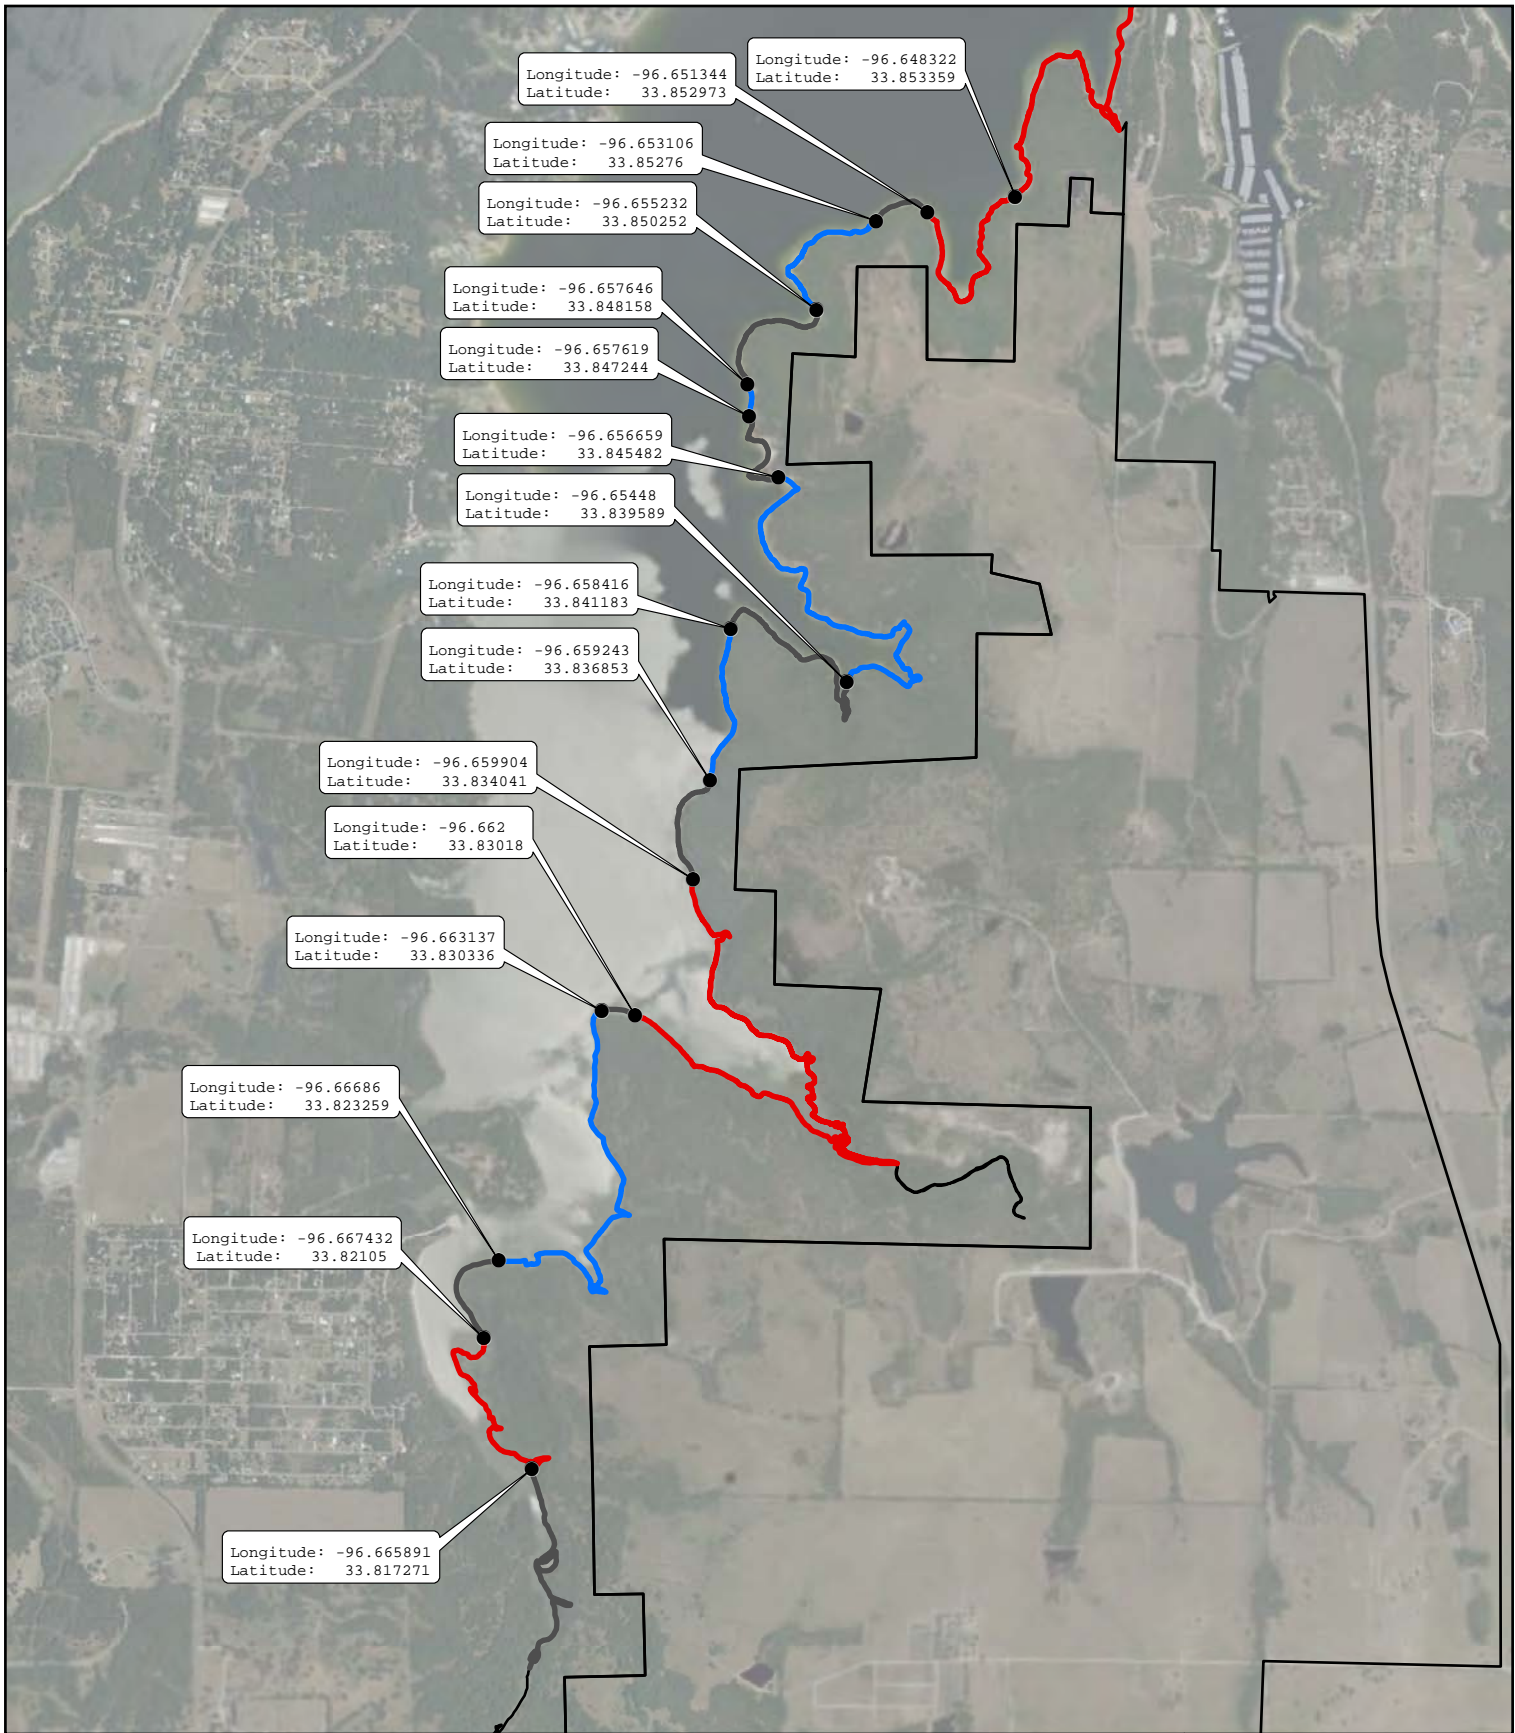 Longitude: -96.648322
Latitude: 33.853359
Longitude: -96.651344
Latitude: 33.852973
Longitude: -96.653106
Latitude: 33.85276
Longitude: -96.655232
Latitude: 33.850252
Longitude: -96.657646
Latitude: 33.848158
Longitude: -96.657619
Latitude: 33.847244
Longitude: -96.656659
Latitude: 33.845482
Longitude: -96.65448
Latitude: 33.839589
Longitude: -96.658416
Latitude: 33.841183
Longitude: -96.659243
Latitude: 33.836853
Longitude: -96.659904
Latitude: 33.834041
Longitude: -96.662
Latitude: 33.83018
Longitude: -96.663137
Latitude: 33.830336
Longitude: -96.66686
Latitude: 33.823259
Longitude: -96.667432
Latitude: 33.82105
Longitude: -96.665891
Latitude: 33.817271